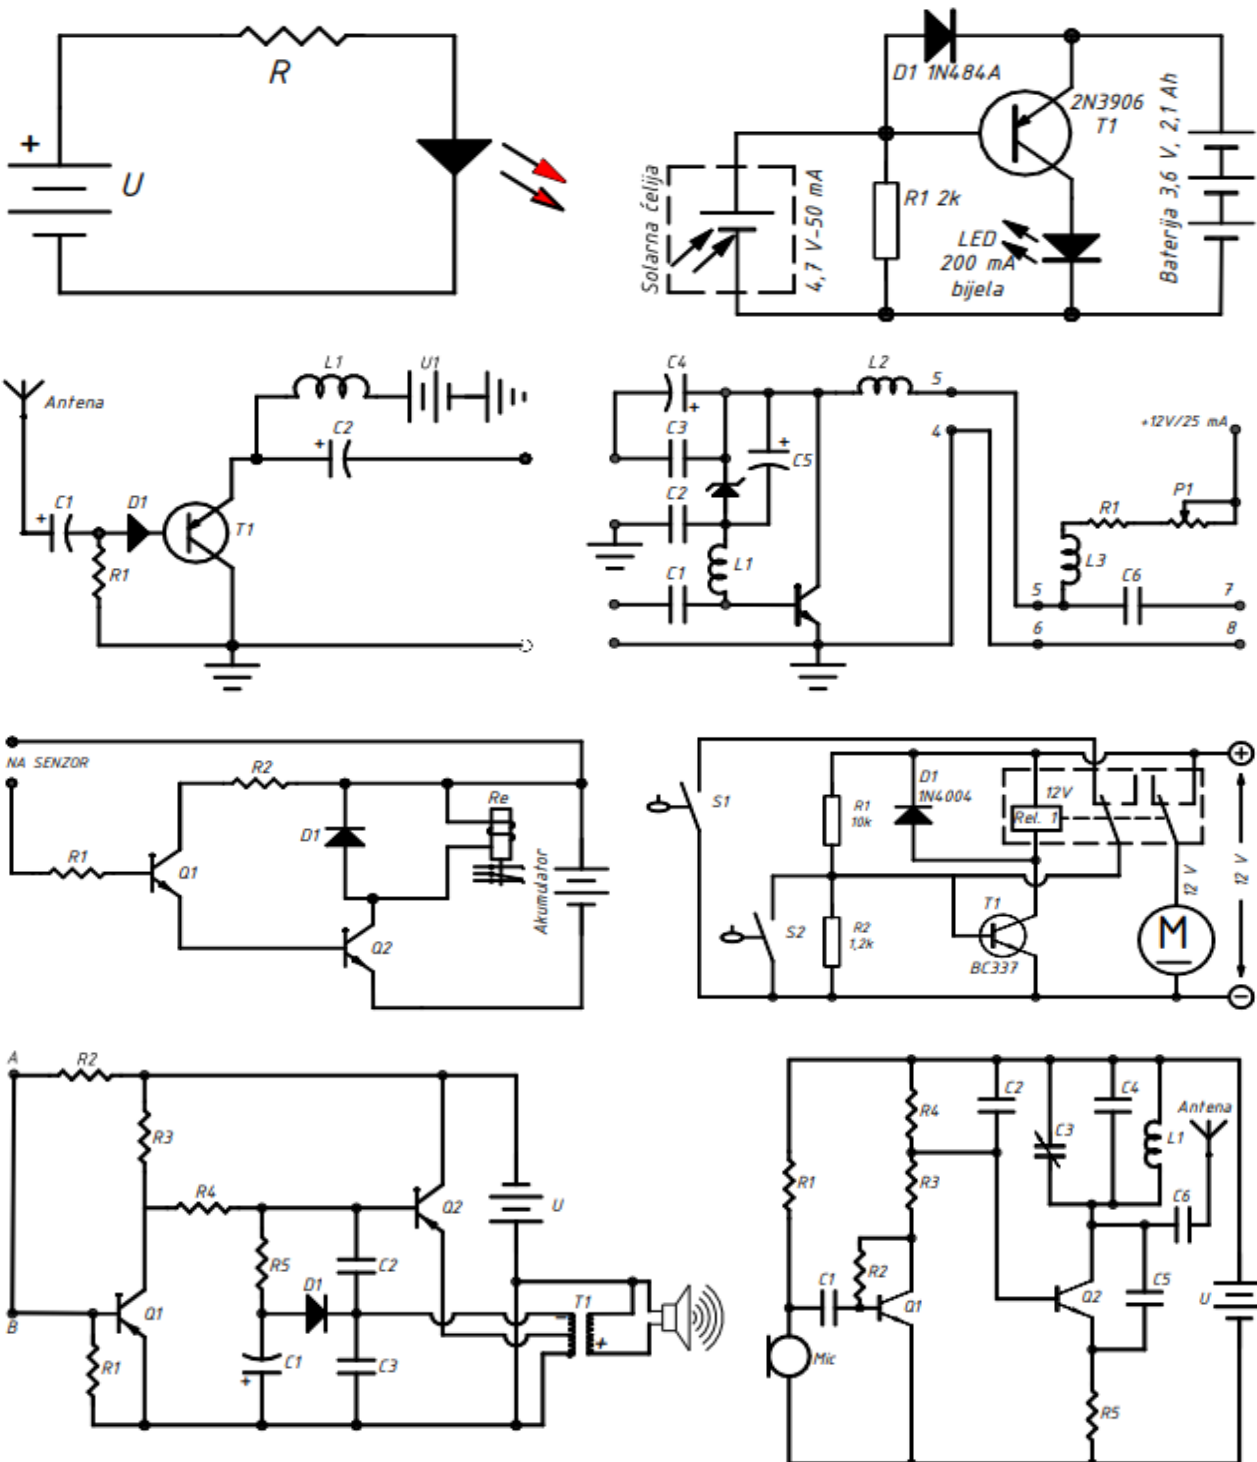 R
+
U
D1 1N484A
2N3906
T1
Baterija 3,6 V, 2,1 Ah
Solarna ćelija
4,7 V-50 mA
R1 2k
LED
200 mA
bijela
Antena
L1
U1
+
C2
+
C1
D1
T1
R1
C4
+
L2
5
C3
+
C5
4
+12V/25 mA
C2
P1
R1
L1
L3
C1
C6
5
7
6
8
NA SENZOR
R2
Re
D1
R1
Q1
Akumulator
Q2
S1
R1
10k
D1
1N4004
12V
Rel. 1
+
12 V
12 V
S2
R2
1,2k
T1
BC337
M
−
A
R2
R3
R4
Q2
U
R5
C2
D1
T1
−
+
B
Q1
R1
C1
+
C3
R4
C2
C3
C4
L1
Antena
R1
R3
C6
R2
C1
Q1
Q2
C5
U
Mic
R5